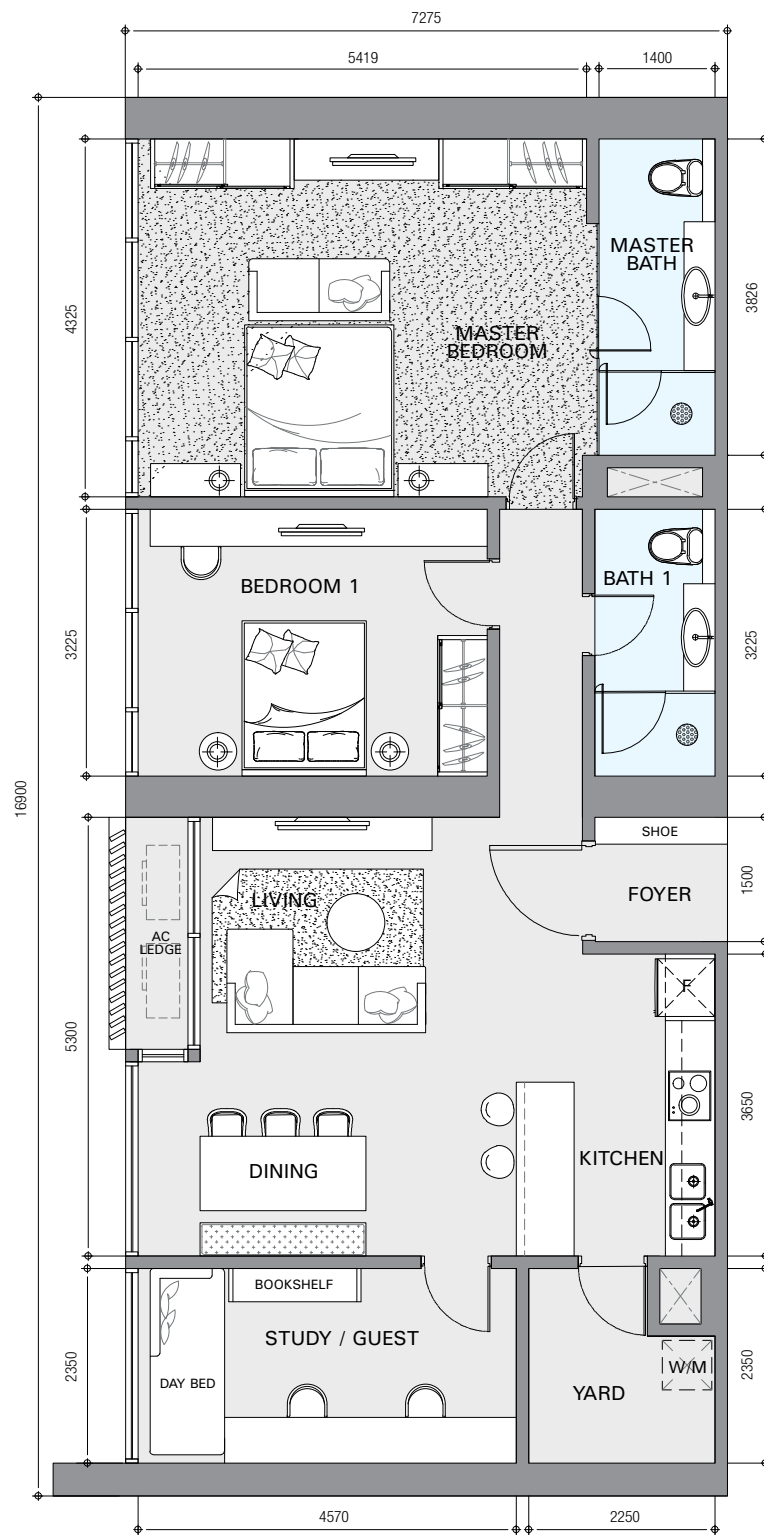 7275
5419
1400
MASTER
BATH
4325
3826
MASTER
BEDROOM
BEDROOM 1
BATH 1
3225
3225
16900
SHOE
LIVING
FOYER
1500
AC
LEDGE
F
5300
3650
KITCHEN
DINING
BOOKSHELF
STUDY / GUEST
2350
DAY BED
W/M
2350
YARD
4570
2250